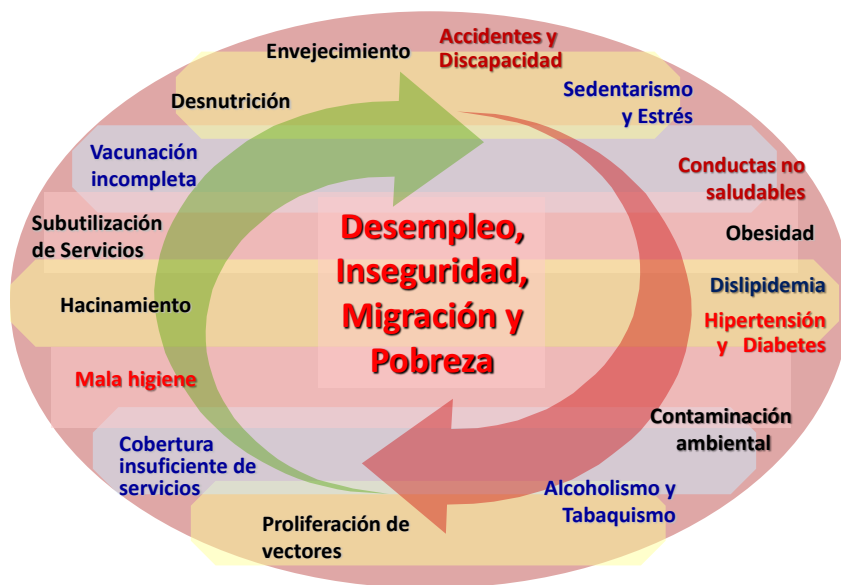 Envejecimiento
Accidentes y
Discapacidad
Desnutrición
Sedentarismo
y Estrés
Vacunación
incompleta
Conductas no
saludables
Subutilización
de Servicios
Desempleo,
Inseguridad,
Migración y
Pobreza
Obesidad
Hacinamiento
Dislipidemia
Hipertensión
y Diabetes
Mala higiene
Contaminación
ambiental
Cobertura
insuficiente de
servicios
Alcoholismo y
Tabaquismo
Proliferación de
vectores